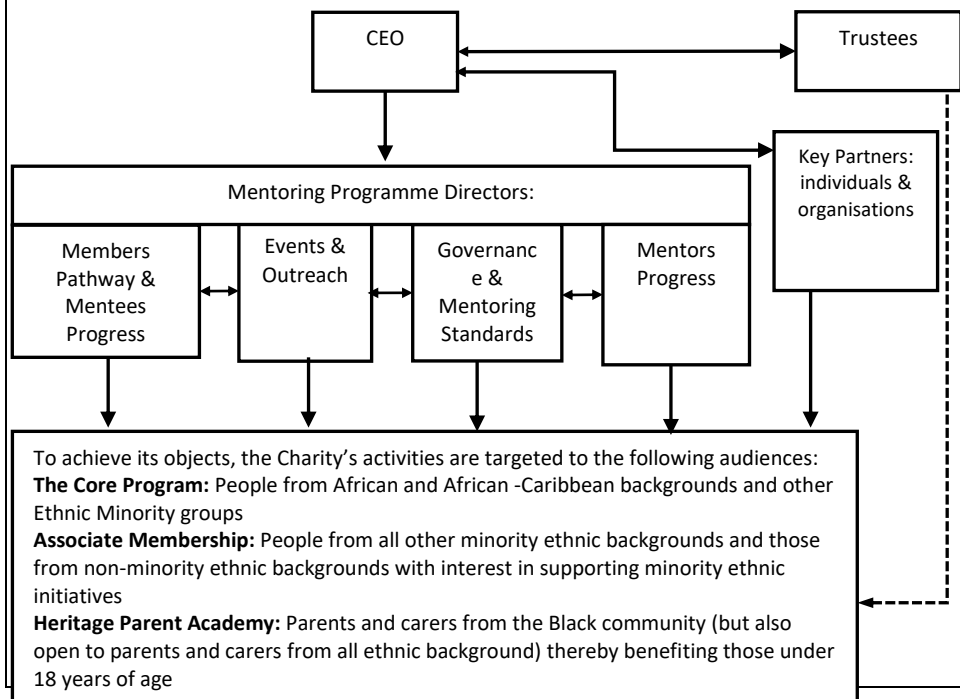 CEO
Trustees
Key Partners:
individuals &
organisations
Mentoring Programme Directors:
Members
Pathway &
Mentees
Progress
Events &
Outreach
Governanc
e &
Mentoring
Standards
Mentors
Progress
To achieve its objects, the Charity’s activities are targeted to the following audiences:
The Core Program: People from African and African -Caribbean backgrounds and other
Ethnic Minority groups
Associate Membership: People from all other minority ethnic backgrounds and those
from non-minority ethnic backgrounds with interest in supporting minority ethnic
initiatives
Heritage Parent Academy: Parents and carers from the Black community (but also
open to parents and carers from all ethnic background) thereby benefiting those under
18 years of age